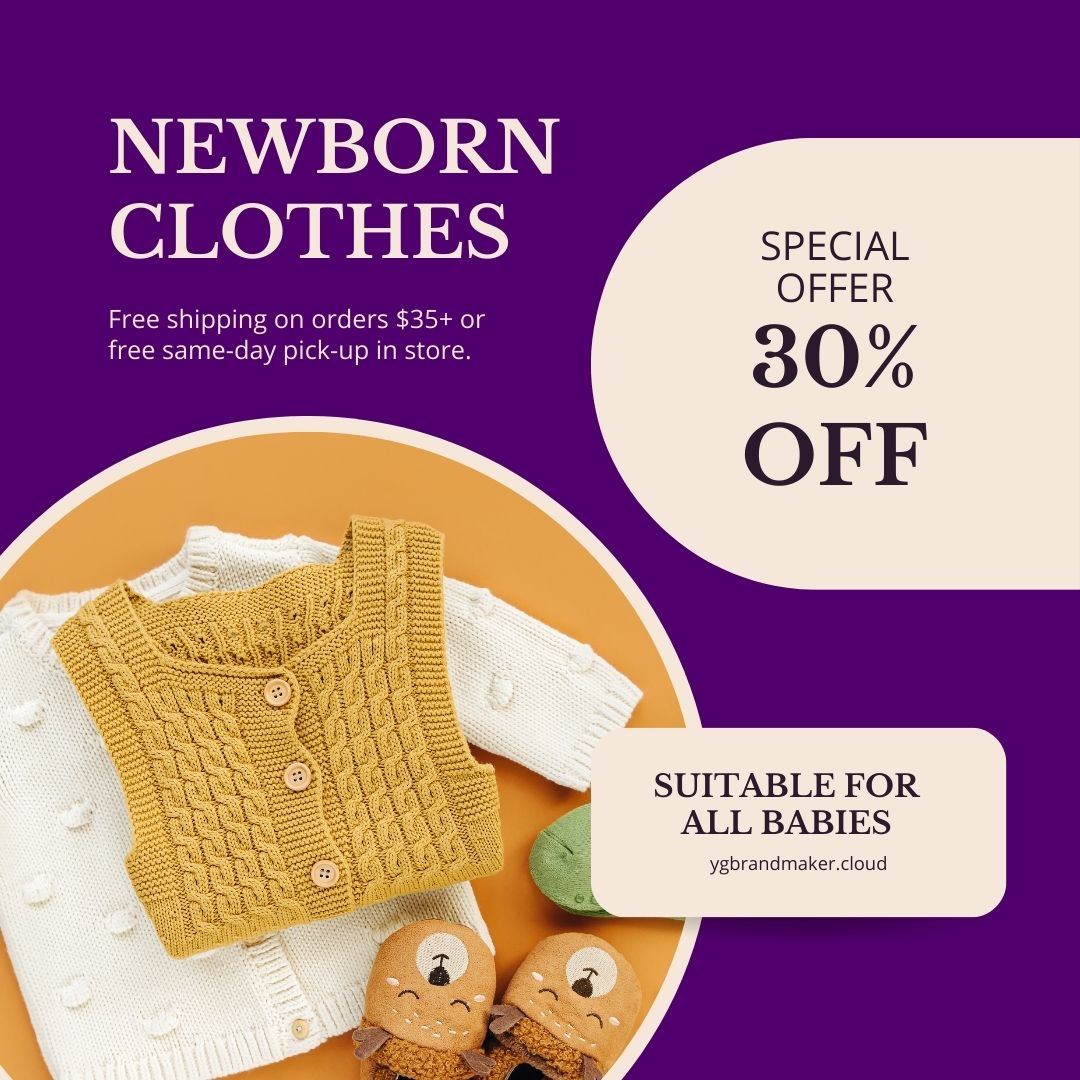 NEWBORN
CLOTHES
Free shipping on orders $35+ or
free same-day pick-up in store.
SPECIAL
OFFER
30%
OFF
SUITABLE FOR
ALL BABIES
ygbrandmaker.cloud